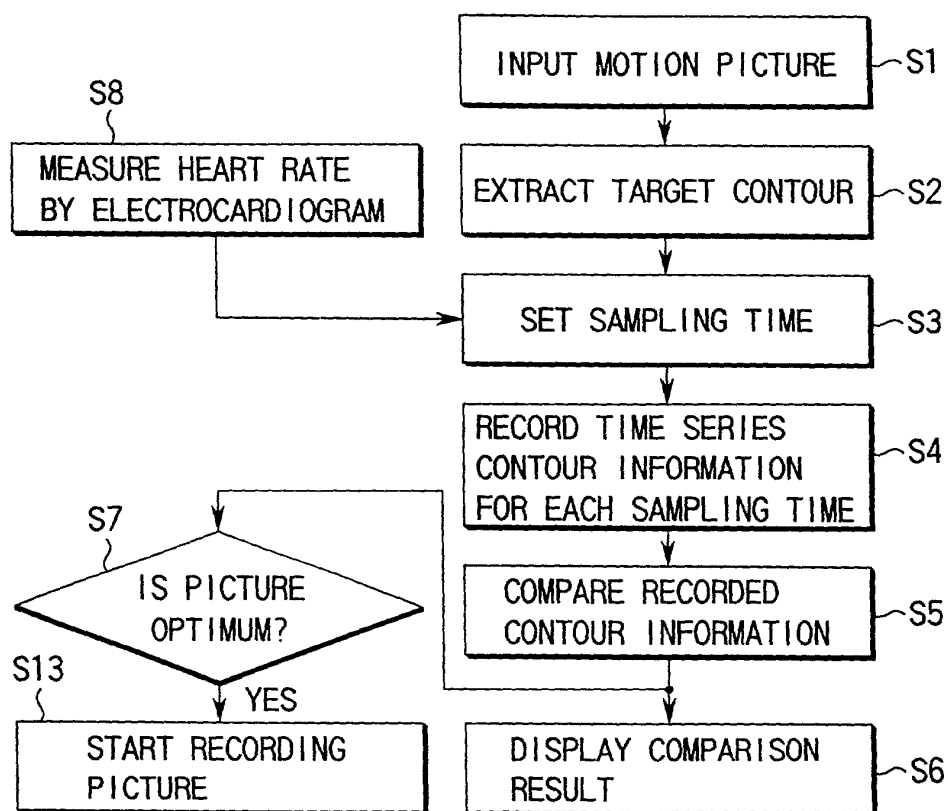 INPUT MOTION PICTURE
S1
S8
MEASURE HEART RATE
BY ELECTROCARDIOGRAM
EXTRACT TARGET CONTOUR
S2
SET SAMPLING TIME
S3
RECORD TIME SERIES
CONTOUR INFORMATION
FOR EACH SAMPLING TIME
S4
S7
IS PICTURE
OPTIMUM?
COMPARE RECORDED
CONTOUR INFORMATION
S5
S13
YES
START RECORDING
PICTURE
DISPLAY COMPARISON
RESULT
S6